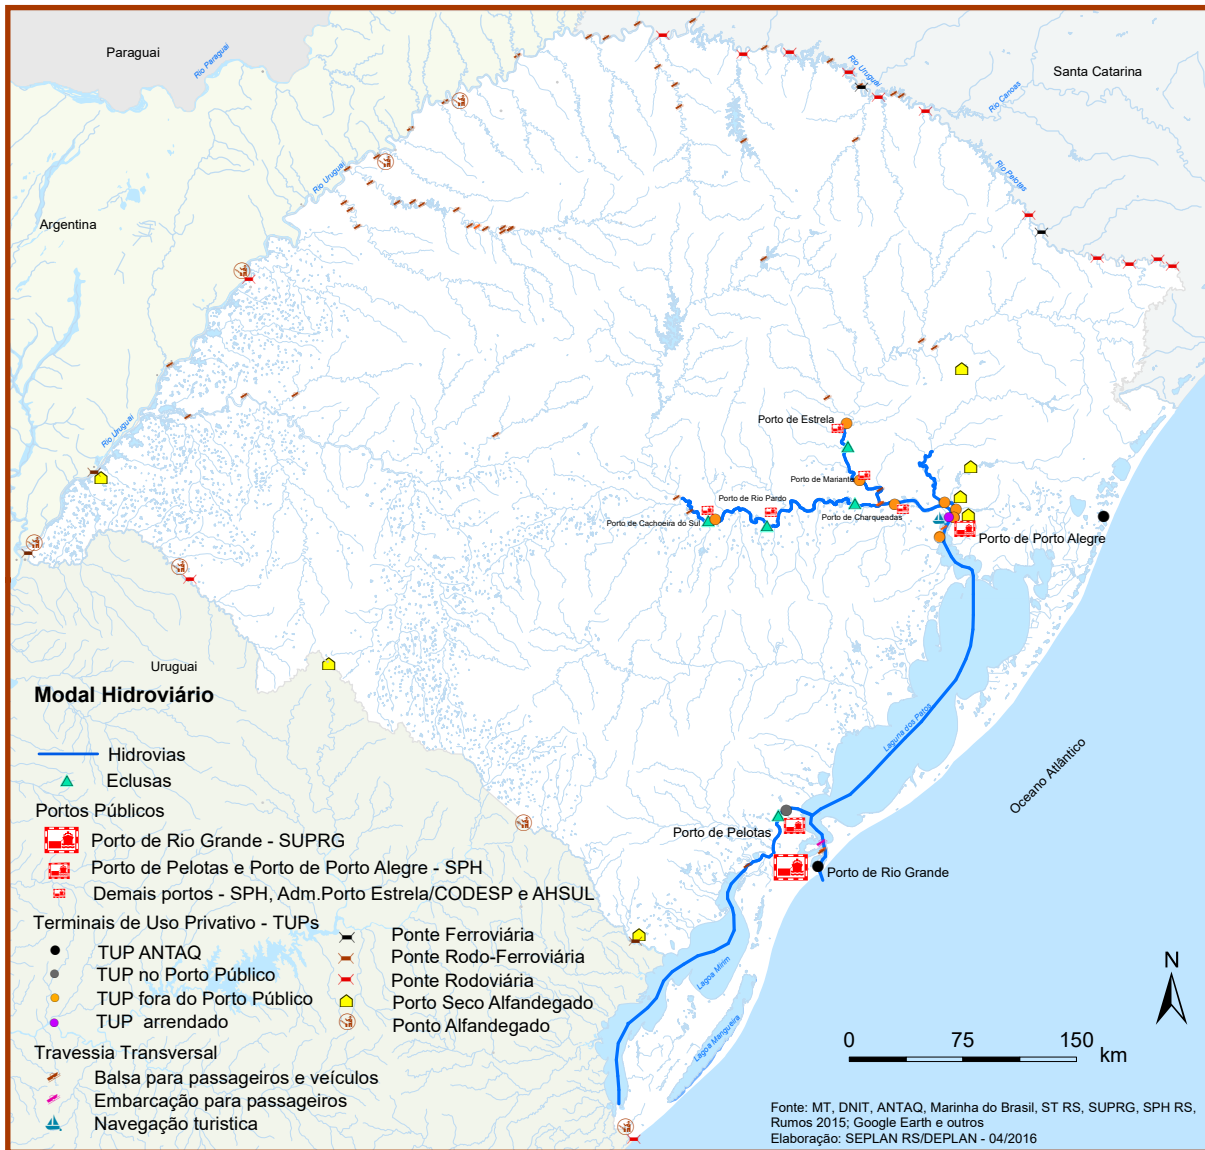 Paraguai
Rio Paraguai
Santa Catarina
Rio Uruguai
Rio Canoas
Rio Pelotas
Rio Uruguai
Argentina
Rio Uruguai
Porto de Estrela
Porto de Mariante
Porto de Rio Pardo
Porto de Cachoeira do Sul
Porto de Charqueadas
Porto de Porto Alegre
Uruguai
Laguna dos Patos
Oceano Atlântico
Porto de Pelotas
Porto de Rio Grande
Lagoa Mirim
Lagoa Mangueira
Modal Hidroviário
Hidrovias
Eclusas
Portos Públicos
Porto de Rio Grande - SUPRG
Porto de Pelotas e Porto de Porto Alegre - SPH
Demais portos - SPH, Adm.Porto Estrela/CODESP e AHSUL
Terminais de Uso Privativo - TUPs
TUP ANTAQ
TUP no Porto Público
TUP fora do Porto Público
TUP arrendado
Ponte Ferroviária
Ponte Rodo-Ferroviária
Ponte Rodoviária
Porto Seco Alfandegado
Ponto Alfandegado
Travessia Transversal
Balsa para passageiros e veículos
Embarcação para passageiros
Navegação turistica
N
0 75 150
km
Fonte: MT, DNIT, ANTAQ, Marinha do Brasil, ST RS, SUPRG, SPH RS,
Rumos 2015; Google Earth e outros
Elaboração: SEPLAN RS/DEPLAN - 04/2016